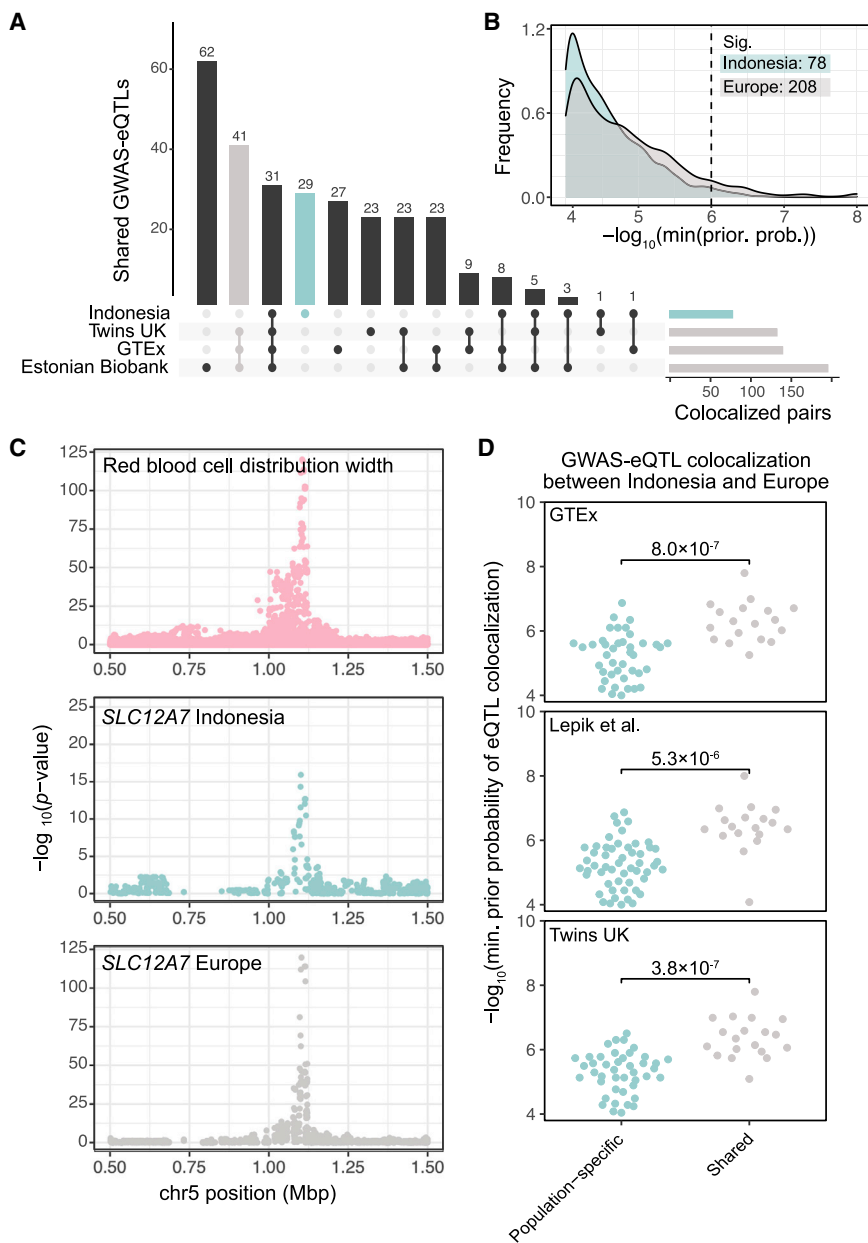 A
Shared GWAS-eQTLs
60
40
20
62
41
31
29
27
23
23
23
9
8
5
3
1
1
Indonesia
Twins UK
GTEx
Estonian Biobank
50
150
Colocalized pairs
B
Frequency
1.2
0.6
0.0
Sig.
Indonesia: 78
Europe: 208
4
5
6
7
8
−log10(min(prior. prob.))
C
−log 10(p−value)
Red blood cell distribution width
125
100
75
50
25
0
0.50
0.75
1.00
1.25
1.50
SLC12A7 Indonesia
25
20
15
10
5
0
0.50
0.75
1.00
1.25
1.50
SLC12A7 Europe
125
100
75
50
25
0
0.50
0.75
1.00
1.25
1.50
chr5 position (Mbp)
D
GWAS-eQTL colocalization
between Indonesia and Europe
−log10(min. prior probability of eQTL colocalization)
GTEx
8.0×10-7
10
8
6
4
Lepik et al.
5.3×10-6
10
8
6
4
Twins UK
3.8×10-7
10
8
6
4
Population−specific
Shared